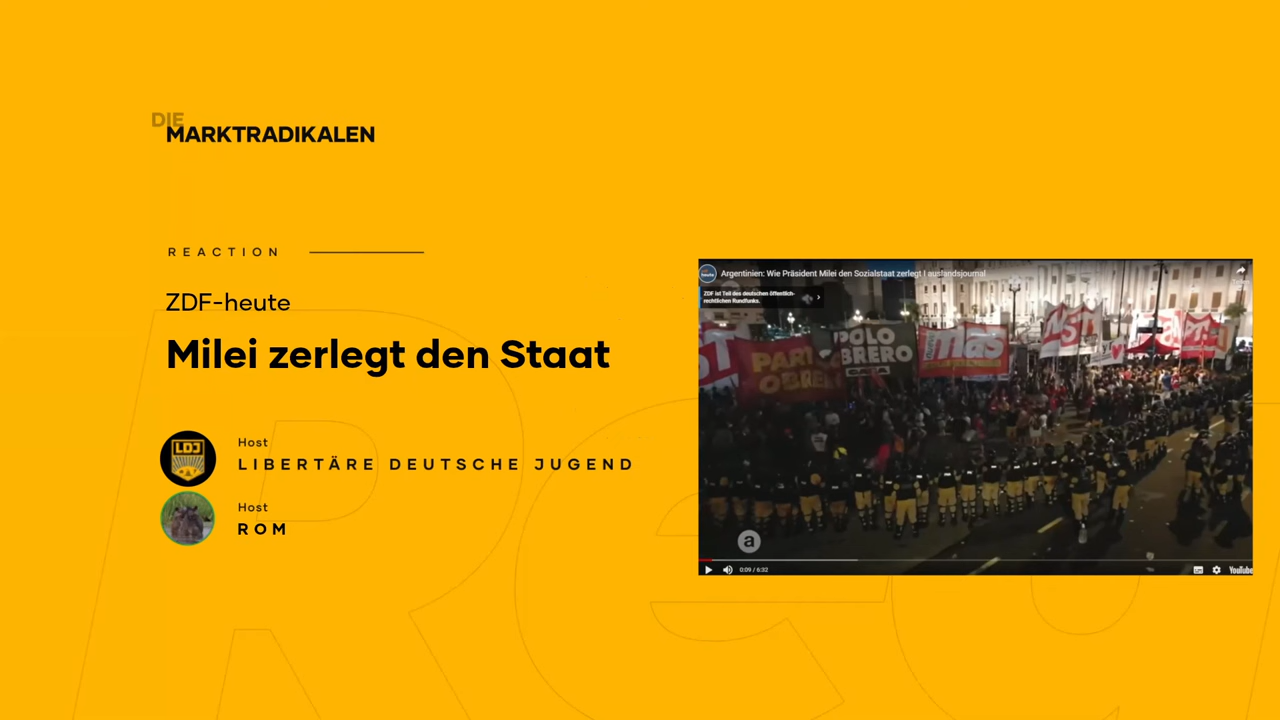 DIE
MARKTRADIKALEN
REACTION
ZDF-heute
Milei zerlegt den Staat
LDJ
Host
LIBERTÄRE DEUTSCHE JUGEND
Host
ROM
Argentinien: Wie Präsident Milei den Sozialstaat zerlegt I auslandsjournal
ZDF ist Teil des deutschen öffentlich-
rechtlichen Rundfunks.
PARTI
OBRERO
POLO
OBRERO
mas
a
0:09 / 6:32
YouTube
Rea